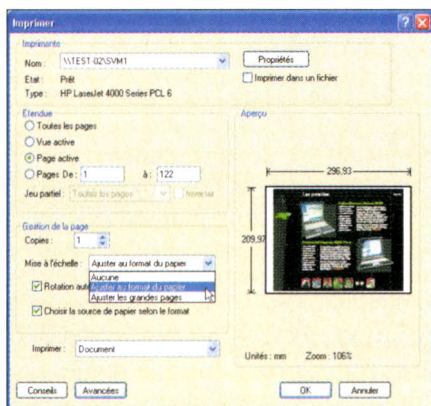 Imprimer
Imprimante
Nom : \\TEST-02\SVM1 Propriétés
Etat : Prêt Imprimer dans un fichier
Type : HP LaserJet 4000 Series PCL 6
Etendue
Toutes les pages
Vue active
Page active
Pages De : 1 à : 122
Jeu partiel : Toutes les pages Inverser
Gestion de la page
Copies : 1
Mise à l'échelle : Ajuster au format du papier
Aucune
Ajuster au format du papier
Ajuster les grandes pages
Rotation auto
Choisir la source de papier selon le format
Imprimer : Document
Aperçu
296.93
209.97
Unités : mm Zoom : 106%
Conseils Avancées OK Annuler